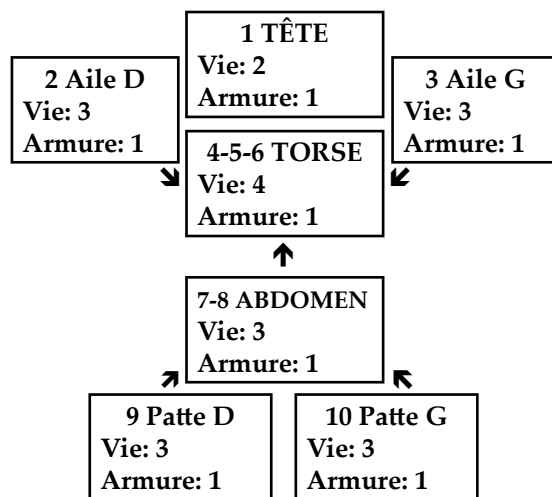 1 TÊTE
Vie: 2
Armure: 1
2 Aile D
Vie: 3
Armure: 1
3 Aile G
Vie: 3
Armure: 1
4-5-6 TORSE
Vie: 4
Armure: 1
7-8 ABDOMEN
Vie: 3
Armure: 1
9 Patte D
Vie: 3
Armure: 1
10 Patte G
Vie: 3
Armure: 1